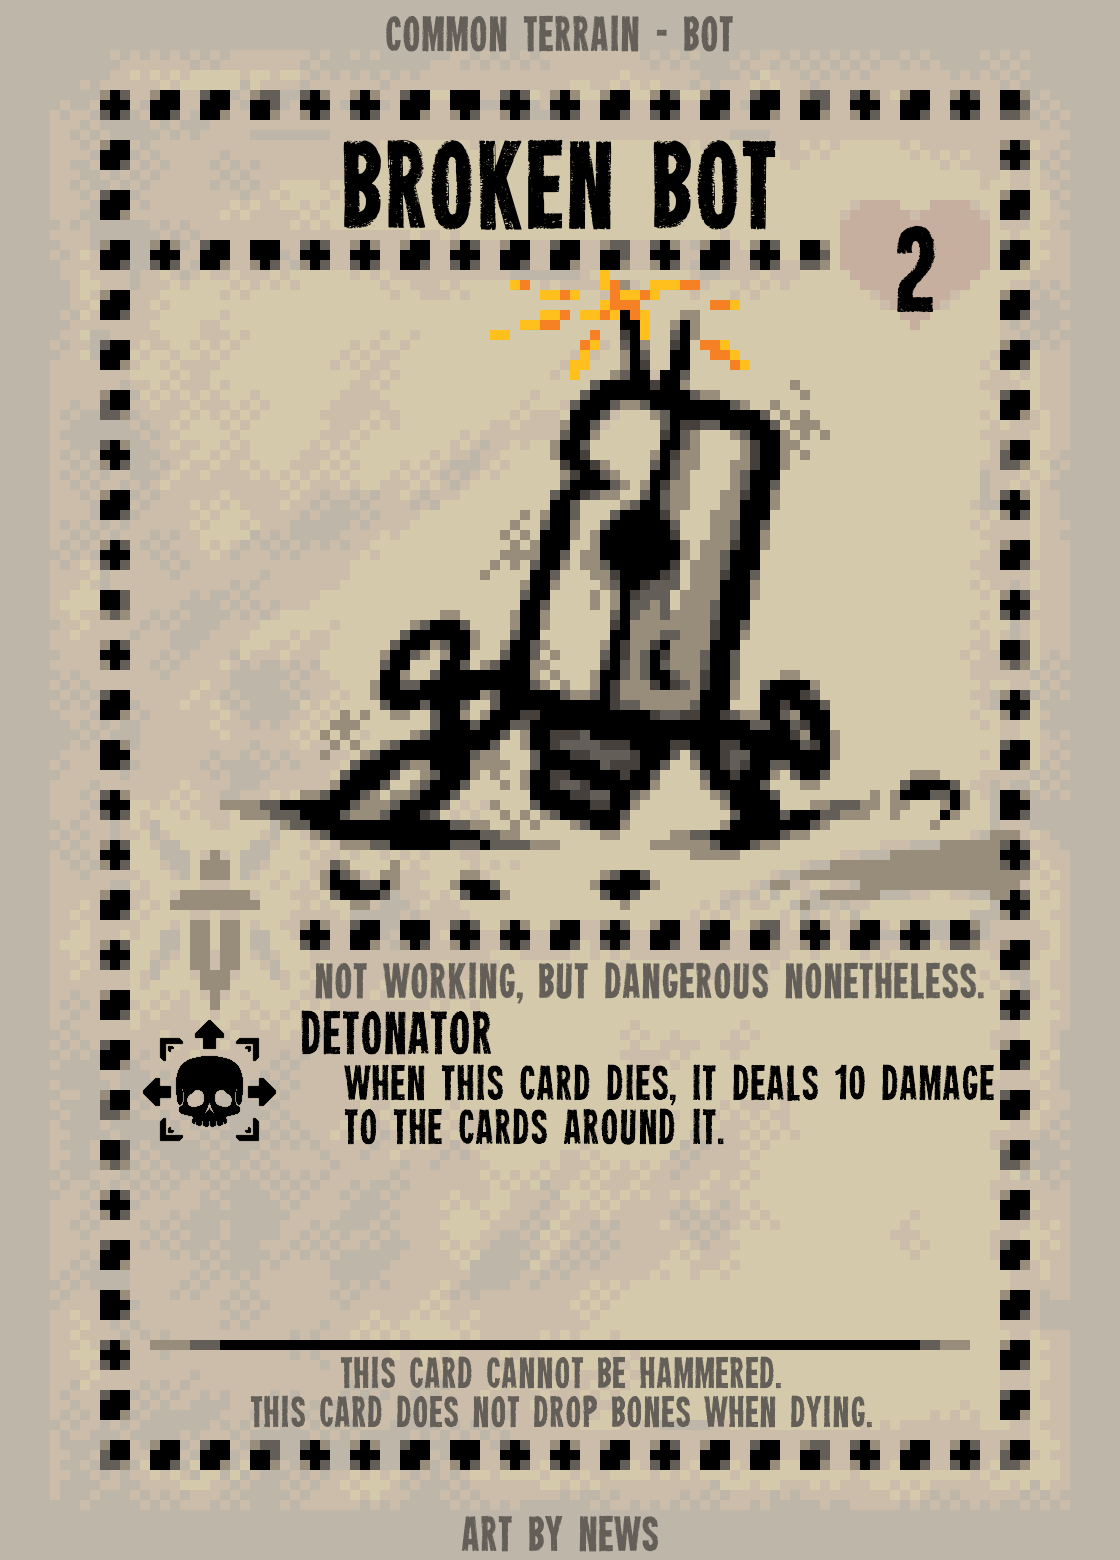 COMMON TERRAIN - BOT
BROKEN BOT
2
NOT WORKING, BUT DANGEROUS NONETHELESS.
DETONATOR
WHEN THIS CARD DIES, IT DEALS 10 DAMAGE
TO THE CARDS AROUND IT.
THIS CARD CANNOT BE HAMMERED.
THIS CARD DOES NOT DROP BONES WHEN DYING.
ART BY NEWS